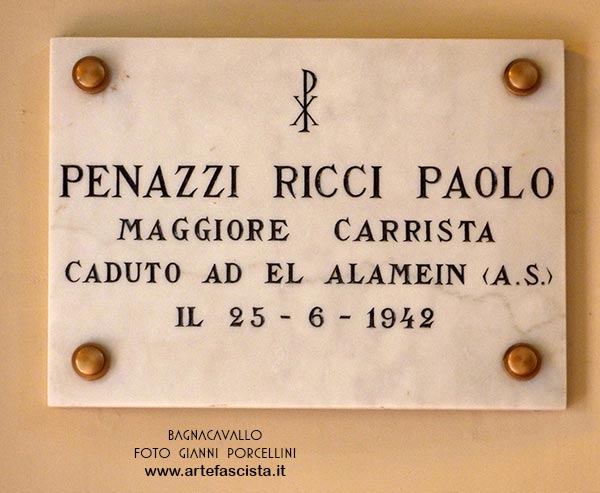 PENAZZI RICCI PAOLO
MAGGIORE CARRISTA
CADUTO AD EL ALAMEIN (A.S.)
IL 25 - 6 - 1942
BAGNACAVALLO
FOTO GIANNI PORCELLINI
www.artefascista.it